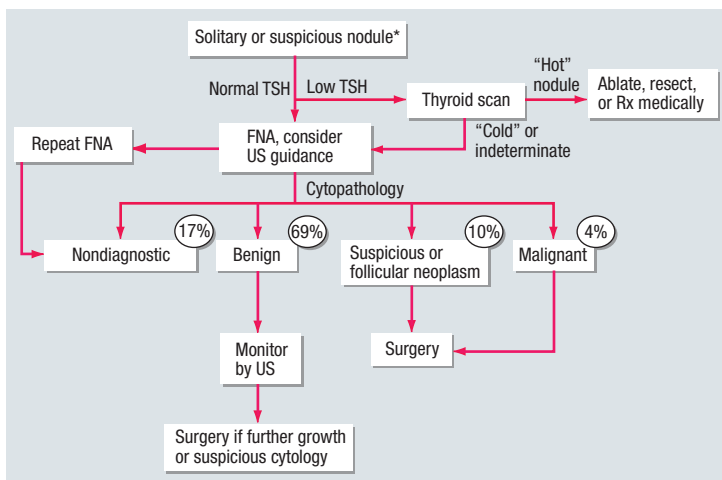 Solitary or suspicious nodule*
Normal TSH
Low TSH
Thyroid scan
“Hot”
nodule
Ablate, resect,
or Rx medically
“Cold” or
indeterminate
Repeat FNA
FNA, consider
US guidance
Cytopathology
17%
Nondiagnostic
69%
Benign
10%
Suspicious or
follicular neoplasm
4%
Malignant
Monitor
by US
Surgery
Surgery if further growth
or suspicious cytology